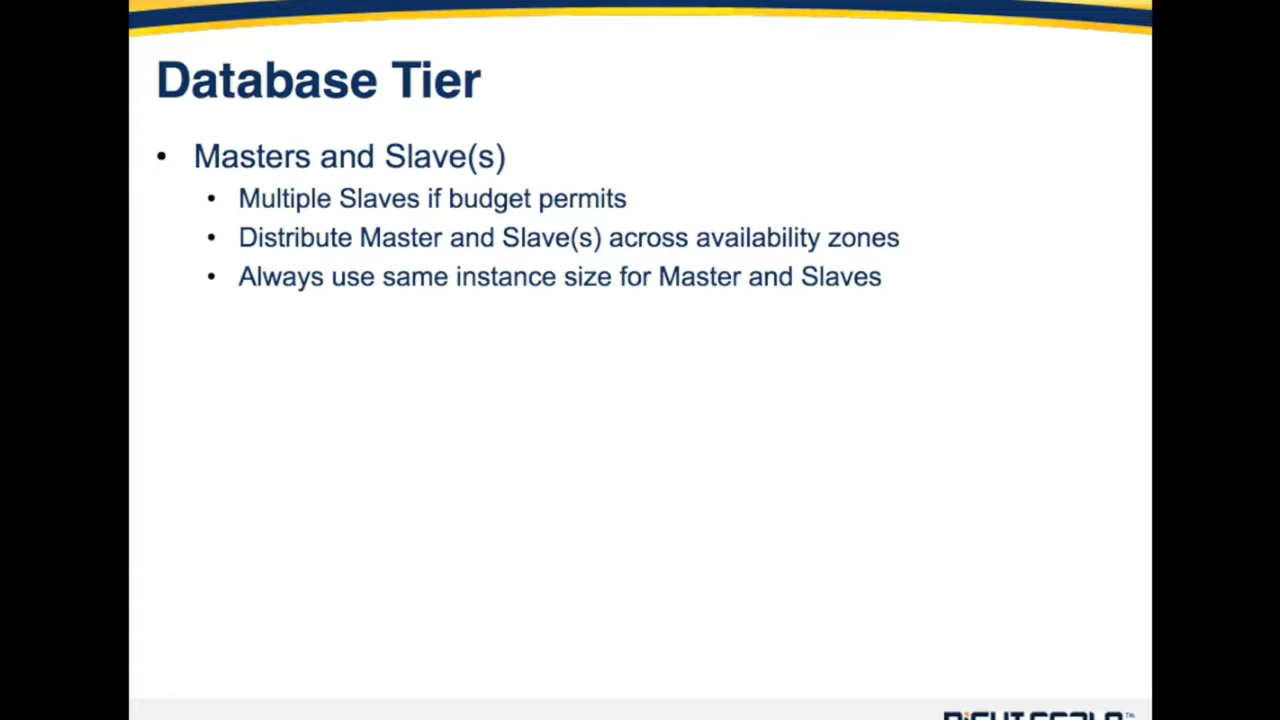 Database Tier
• Masters and Slave(s)
• Multiple Slaves if budget permits
• Distribute Master and Slave(s) across availability zones
• Always use same instance size for Master and Slaves